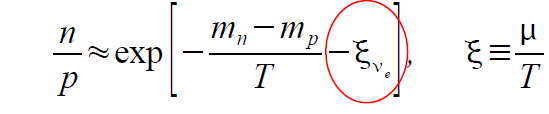 n/p ≈ exp[−(m_n − m_p)/T − ξ_{ν_e}], ξ ≡ μ/T